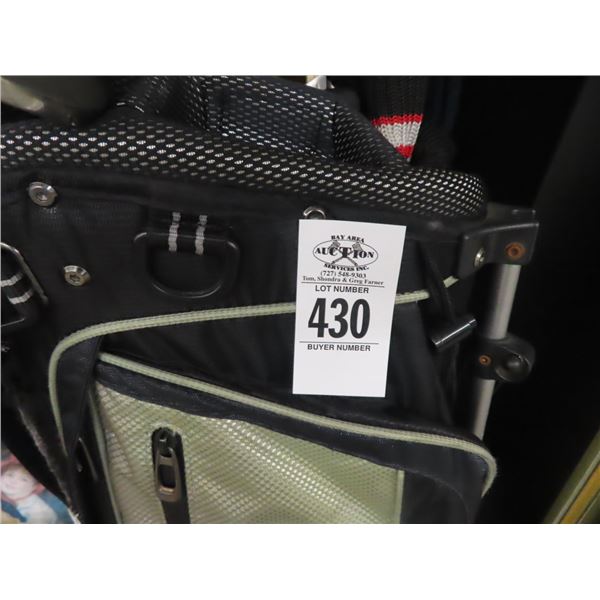 BAY AREA
AUCTION
SERVICES INC.
(727) 548-9303
Tom, Shondra & Greg Farner
LOT NUMBER
430
BUYER NUMBER